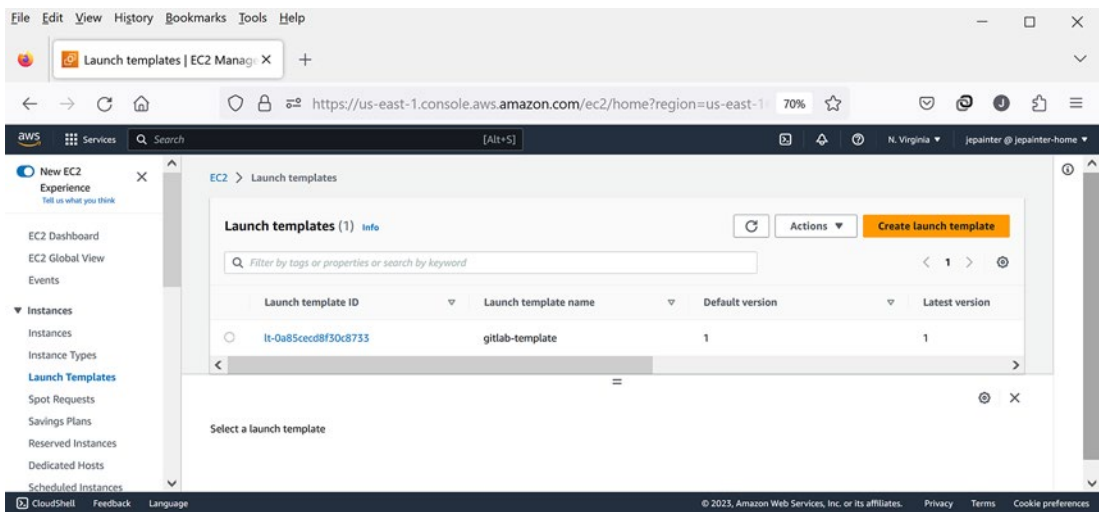 File Edit View History Bookmarks Tools Help
Launch templates | EC2 Manag
https://us-east-1.console.aws.amazon.com/ec2/home?region=us-east-1
70%
J
aws Services Search [Alt+S] N. Virginia ▼ jepainter @ jepainter-home ▼
New EC2
Experience
Tell us what you think
EC2 Dashboard
EC2 Global View
Events
▼ Instances
Instances
Instance Types
Launch Templates
Spot Requests
Savings Plans
Reserved Instances
Dedicated Hosts
Scheduled Instances
EC2 > Launch templates
Launch templates (1) Info
Actions ▼
Create launch template
Filter by tags or properties or search by keyword
< 1 >
Launch template ID Launch template name Default version Latest version
lt-0a85cecd8f30c8733 gitlab-template 1 1
Select a launch template
CloudShell Feedback Language © 2023, Amazon Web Services, Inc. or its affiliates. Privacy Terms Cookie preferences